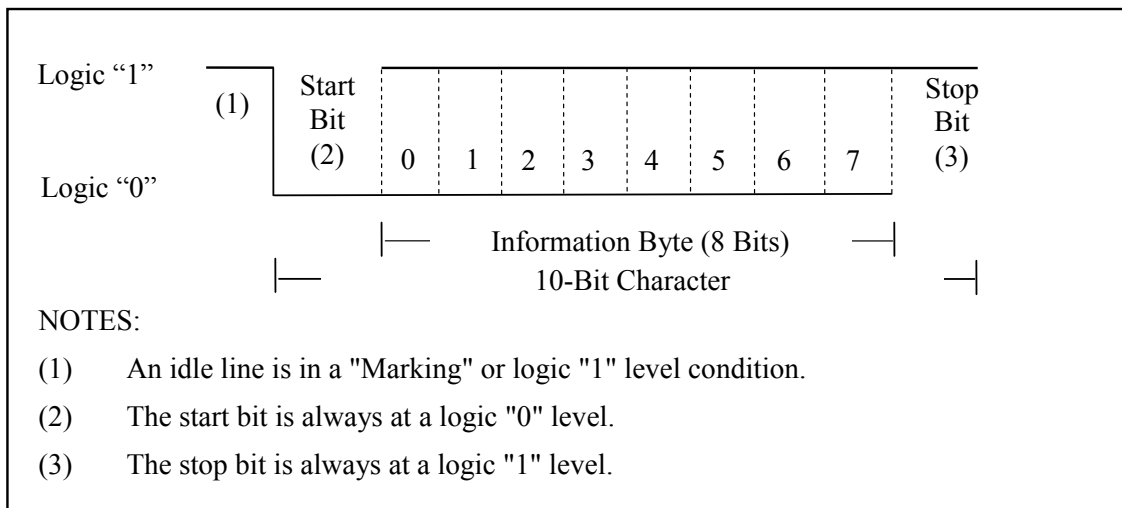 Logic “1”
(1)
Start
Bit
(2)
0 1 2 3 4 5 6 7
Stop
Bit
(3)
Logic “0”
Information Byte (8 Bits)
10-Bit Character
NOTES:
(1) An idle line is in a "Marking" or logic "1" level condition.
(2) The start bit is always at a logic "0" level.
(3) The stop bit is always at a logic "1" level.